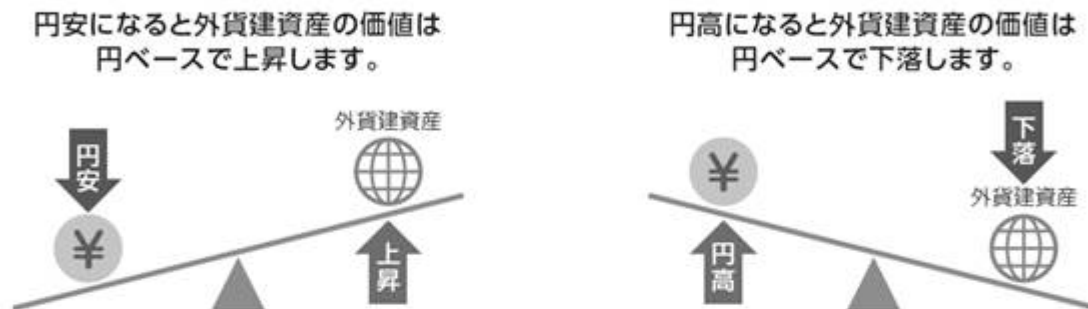 円安になると外貨建資産の価値は
円ベースで上昇します。
外貨建資産
円安
¥
上昇
円高になると外貨建資産の価値は
円ベースで下落します。
下落
¥
外貨建資産
円高